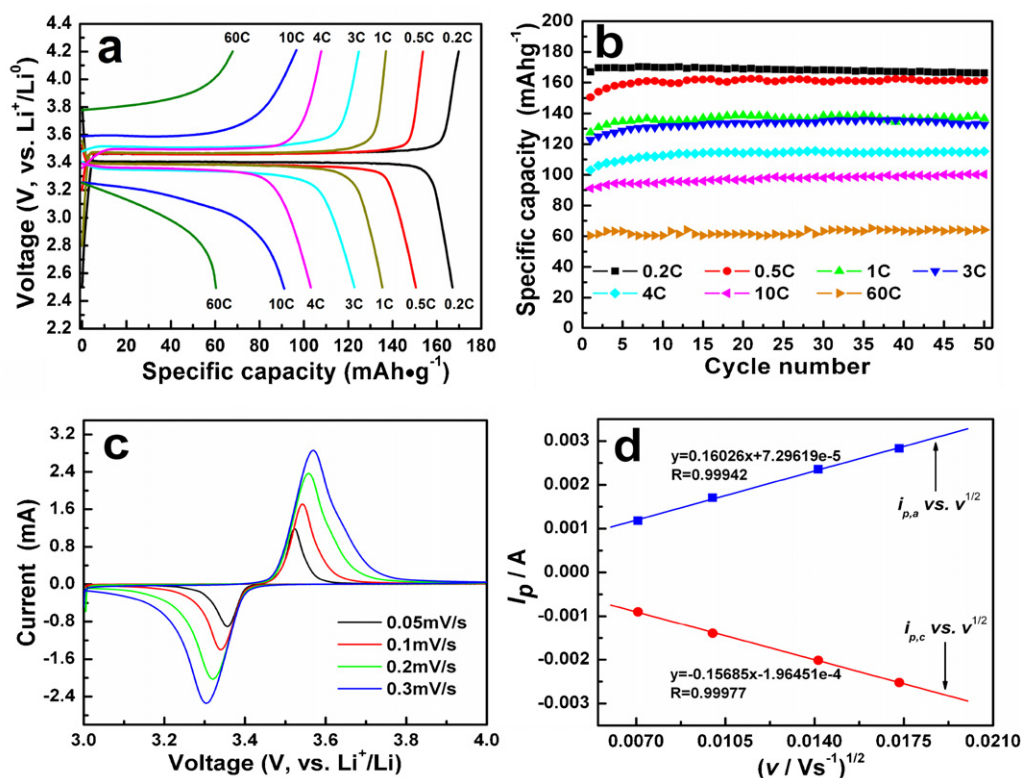 a
4.4
4.2
4.0
3.8
3.6
3.4
3.2
3.0
2.8
2.6
2.4
2.2
Voltage (V, vs. Li⁺/Li⁰)
60C 10C 4C 3C 1C 0.5C 0.2C
60C 10C 4C 3C 1C 0.5C 0.2C
0 20 40 60 80 100 120 140 160 180
Specific capacity (mAh•g⁻¹)
b
200
180
160
140
120
100
80
60
40
20
0
Specific capacity (mAhg⁻¹)
0.2C 0.5C 1C 3C
4C 10C 60C
0 5 10 15 20 25 30 35 40 45 50
Cycle number
c
3.2
2.4
1.6
0.8
0.0
-0.8
-1.6
-2.4
Current (mA)
0.05mV/s
0.1mV/s
0.2mV/s
0.3mV/s
3.0 3.2 3.4 3.6 3.8 4.0
Voltage (V, vs. Li⁺/Li)
d
0.003
0.002
0.001
0.000
-0.001
-0.002
-0.003
Ip / A
y=0.16026x+7.29619e-5
R=0.99942
i p,a vs. v^1/2
i p,c vs. v^1/2
y=-0.15685x-1.96451e-4
R=0.99977
0.0070 0.0105 0.0140 0.0175 0.0210
(v / Vs⁻¹)^1/2